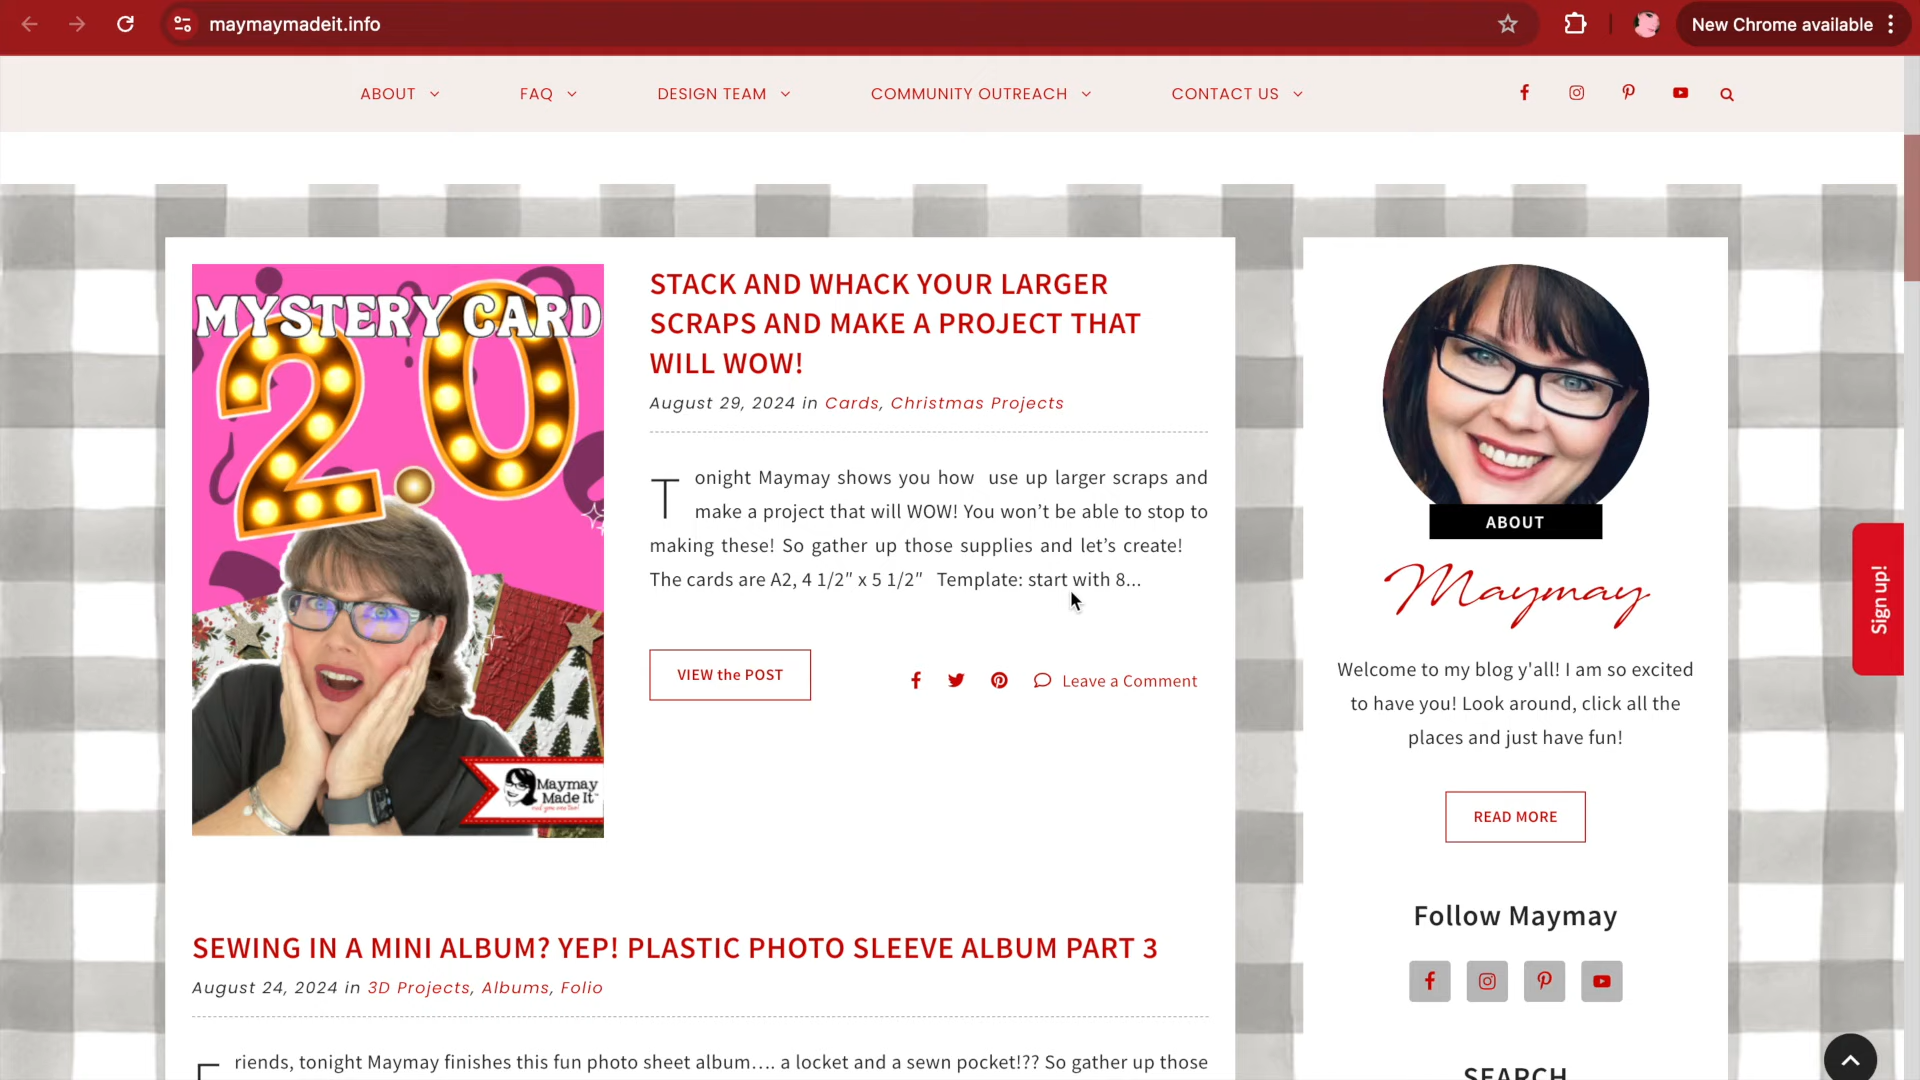 maymaymadeit.info
New Chrome available
ABOUT
FAQ
DESIGN TEAM
COMMUNITY OUTREACH
CONTACT US
MYSTERY CARD
2.0
Maymay
Made It
STACK AND WHACK YOUR LARGER
SCRAPS AND MAKE A PROJECT THAT
WILL WOW!
August 29, 2024 in Cards, Christmas Projects
Tonight Maymay shows you how use up larger scraps and
make a project that will WOW! You won't be able to stop to
making these! So gather up those supplies and let's create!
The cards are A2, 4 1/2" x 5 1/2" Template: start with 8...
VIEW the POST
Leave a Comment
SEWING IN A MINI ALBUM? YEP! PLASTIC PHOTO SLEEVE ALBUM PART 3
August 24, 2024 in 3D Projects, Albums, Folio
Friends, tonight Maymay finishes this fun photo sheet album.... a locket and a sewn pocket!?? So gather up those
ABOUT
Maymay
Welcome to my blog y'all! I am so excited
to have you! Look around, click all the
places and just have fun!
READ MORE
Follow Maymay
SEARCH
Sign up!